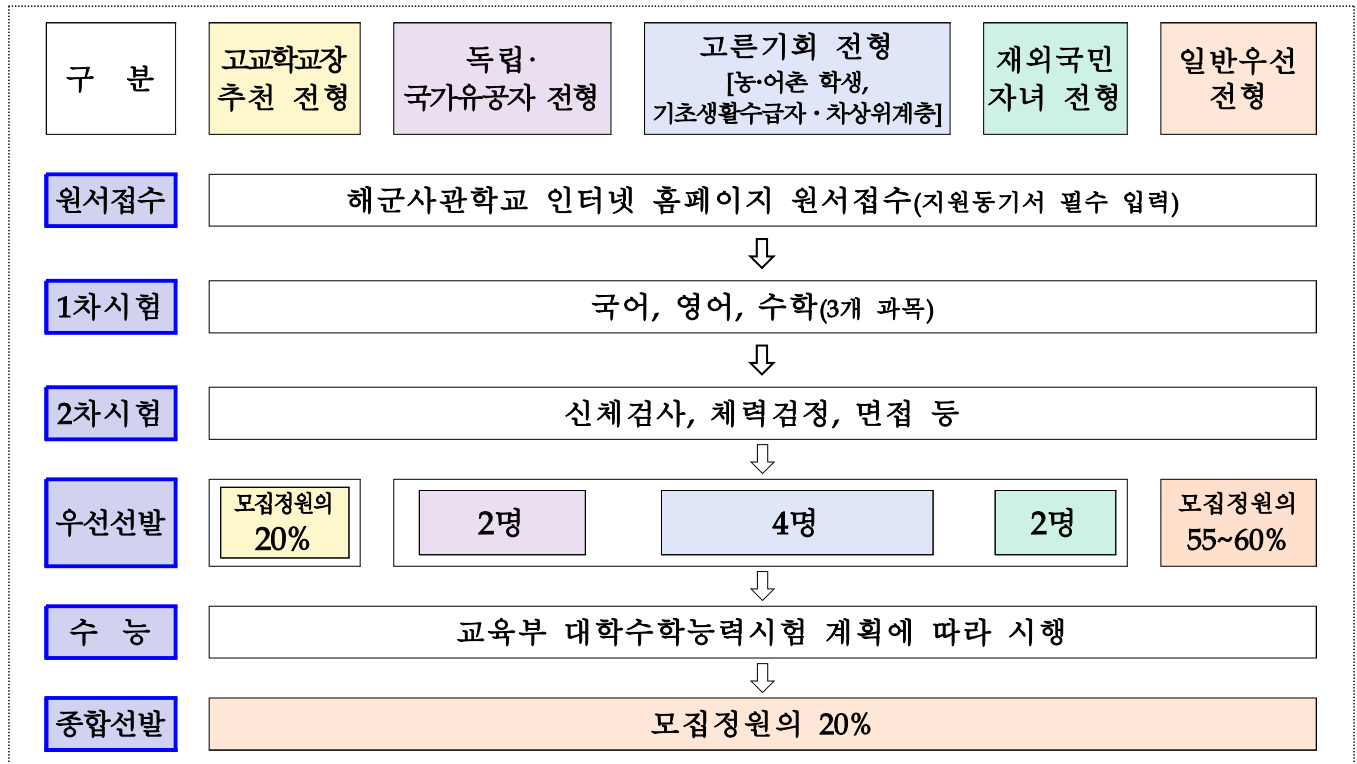 구 분
고교학교장
추천 전형
독립·
국가유공자 전형
고른기회 전형
[농·어촌 학생,
기초생활수급자·차상위계층]
재외국민
자녀 전형
일반우선
전형
원서접수
해군사관학교 인터넷 홈페이지 원서접수(지원동기서 필수 입력)
1차시험
국어, 영어, 수학(3개 과목)
2차시험
신체검사, 체력검정, 면접 등
우선선발
모집정원의
20%
2명
4명
2명
모집정원의
55~60%
수 능
교육부 대학수학능력시험 계획에 따라 시행
종합선발
모집정원의 20%